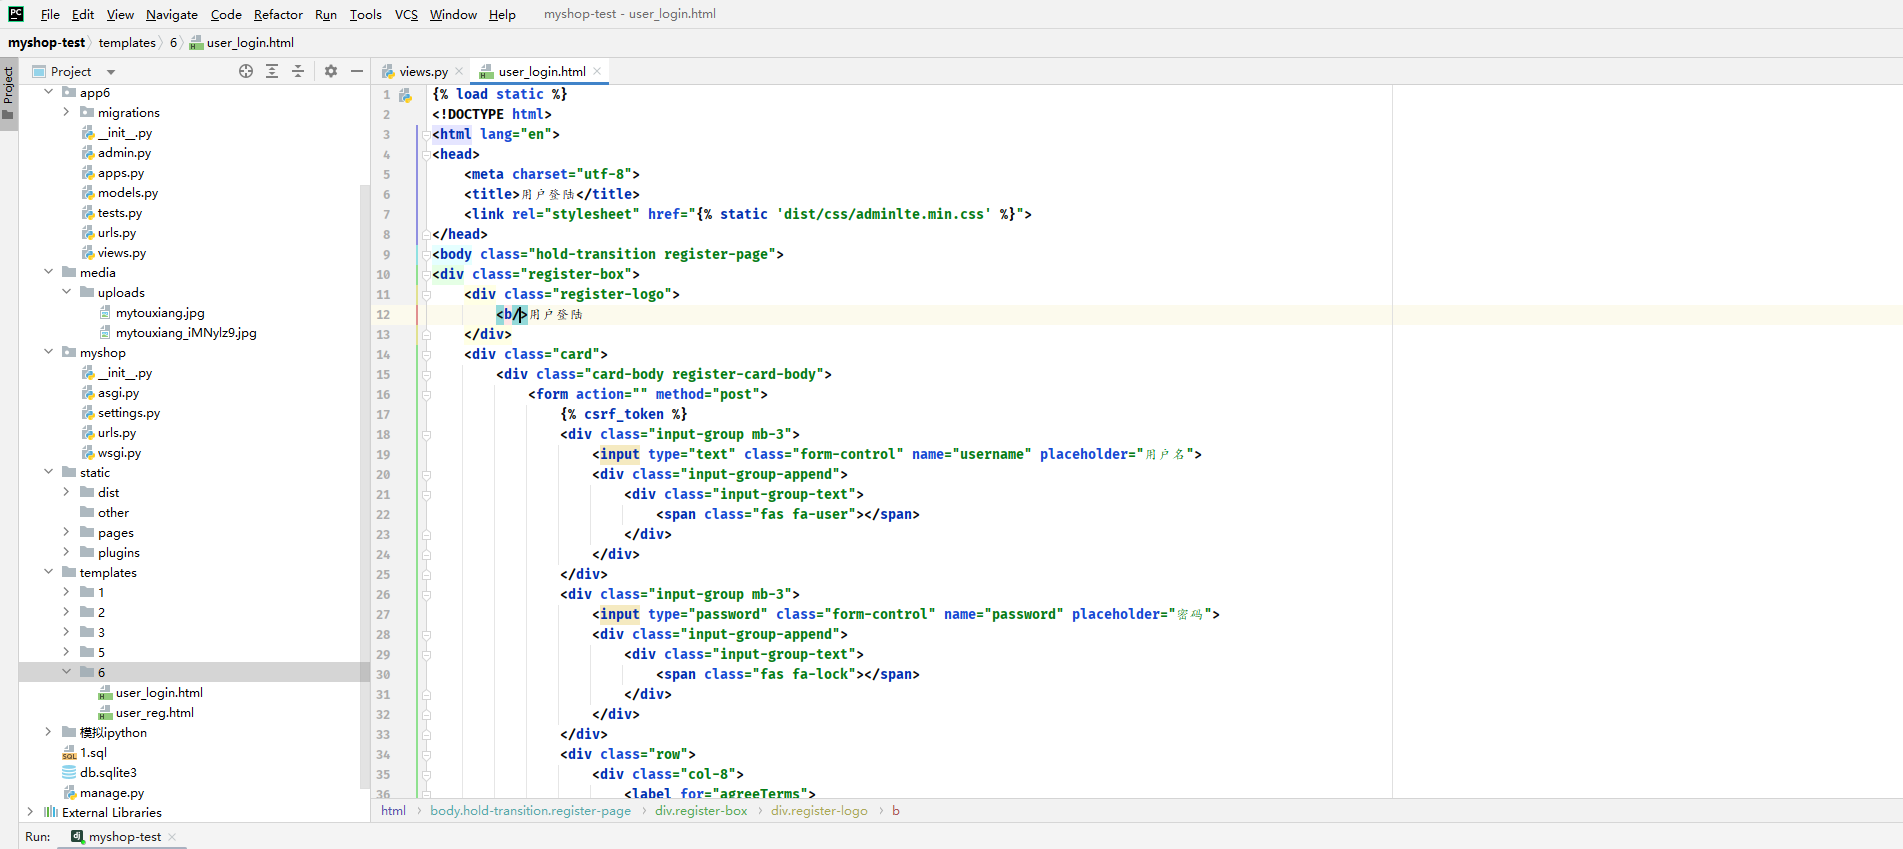 PC File Edit View Navigate Code Refactor Run Tools VCS Window Help myshop-test - user_login.html
myshop-test templates 6 user_login.html
Project
Project
views.py user_login.html
app6
migrations
__init__.py
admin.py
apps.py
models.py
tests.py
urls.py
views.py
media
uploads
mytouxiang.jpg
mytouxiang_iMNylz9.jpg
myshop
__init__.py
asgi.py
settings.py
urls.py
wsgi.py
static
dist
other
pages
plugins
templates
1
2
3
5
6
user_login.html
user_reg.html
模拟ipython
1.sql
db.sqlite3
manage.py
External Libraries
1 {% load static %}
2 <!DOCTYPE html>
3 <html lang="en">
4 <head>
5 <meta charset="utf-8">
6 <title>用户登陆</title>
7 <link rel="stylesheet" href="{% static 'dist/css/adminlte.min.css' %}">
8 </head>
9 <body class="hold-transition register-page">
10 <div class="register-box">
11 <div class="register-logo">
12 <b/>用户登陆
13 </div>
14 <div class="card">
15 <div class="card-body register-card-body">
16 <form action="" method="post">
17 {% csrf_token %}
18 <div class="input-group mb-3">
19 <input type="text" class="form-control" name="username" placeholder="用户名">
20 <div class="input-group-append">
21 <div class="input-group-text">
22 <span class="fas fa-user"></span>
23 </div>
24 </div>
25 </div>
26 <div class="input-group mb-3">
27 <input type="password" class="form-control" name="password" placeholder="密码">
28 <div class="input-group-append">
29 <div class="input-group-text">
30 <span class="fas fa-lock"></span>
31 </div>
32 </div>
33 </div>
34 <div class="row">
35 <div class="col-8">
36 <label for="agreeTerms">
html body.hold-transition.register-page div.register-box div.register-logo b
Run: dj myshop-test